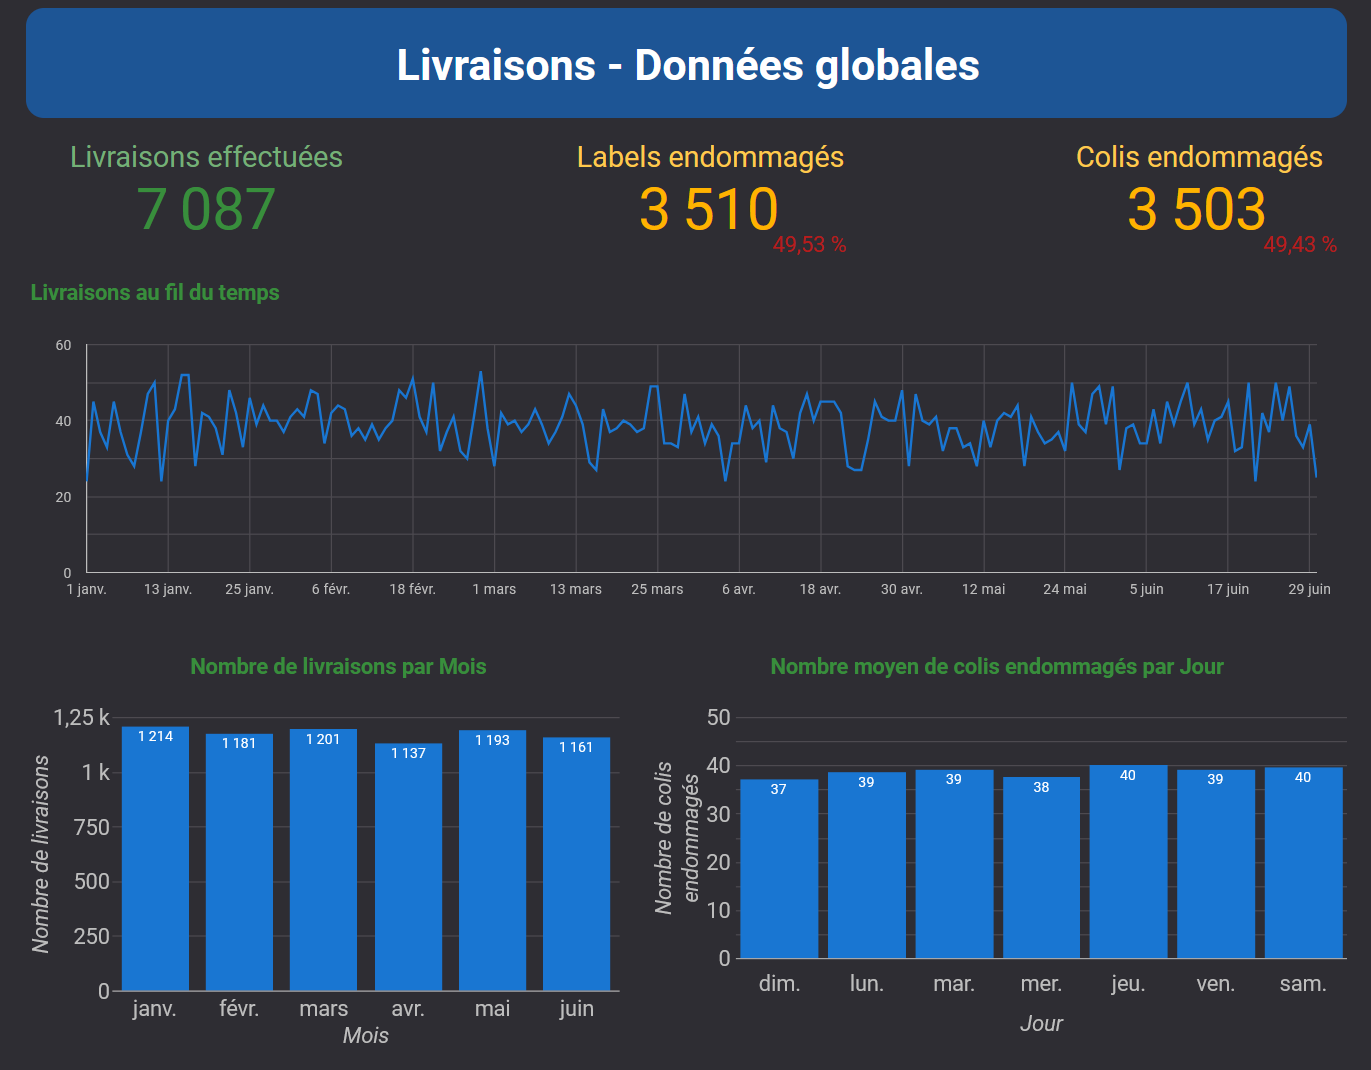 Livraisons - Données globales
Livraisons effectuées
7 087
Labels endommagés
3 510
49,53 %
Colis endommagés
3 503
49,43 %
Livraisons au fil du temps
60
40
20
0
1 janv. 13 janv. 25 janv. 6 févr. 18 févr. 1 mars 13 mars 25 mars 6 avr. 18 avr. 30 avr. 12 mai 24 mai 5 juin 17 juin 29 juin
Nombre de livraisons par Mois
Nombre de livraisons
1,25 k
1 k
750
500
250
0
1 214 1 181 1 201 1 137 1 193 1 161
janv. févr. mars avr. mai juin
Mois
Nombre moyen de colis endommagés par Jour
Nombre de colis
endommagés
50
40
30
20
10
0
37 39 39 38 40 39 40
dim. lun. mar. mer. jeu. ven. sam.
Jour